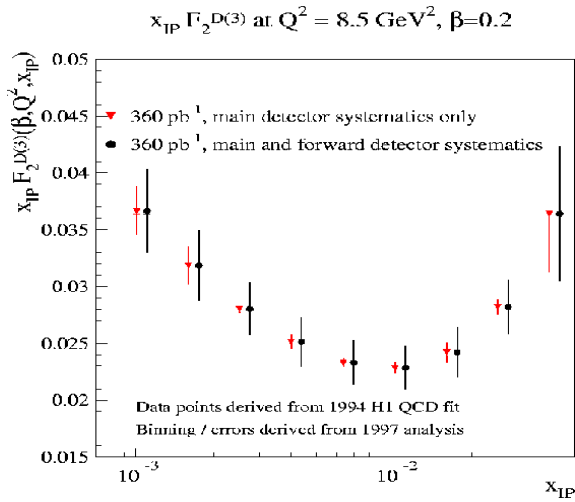 x_IP F_2^D(3) at Q^2 = 8.5 GeV^2, β=0.2
x_IP F_2^D(3)(β,Q^2,x_IP)
0.05
0.045
360 pb^-1, main detector systematics only
360 pb^-1, main and forward detector systematics
0.04
0.035
0.03
0.025
0.02
Data points derived from 1994 H1 QCD fit
Binning / errors derived from 1997 analysis
0.015
10^-3
10^-2
x_IP